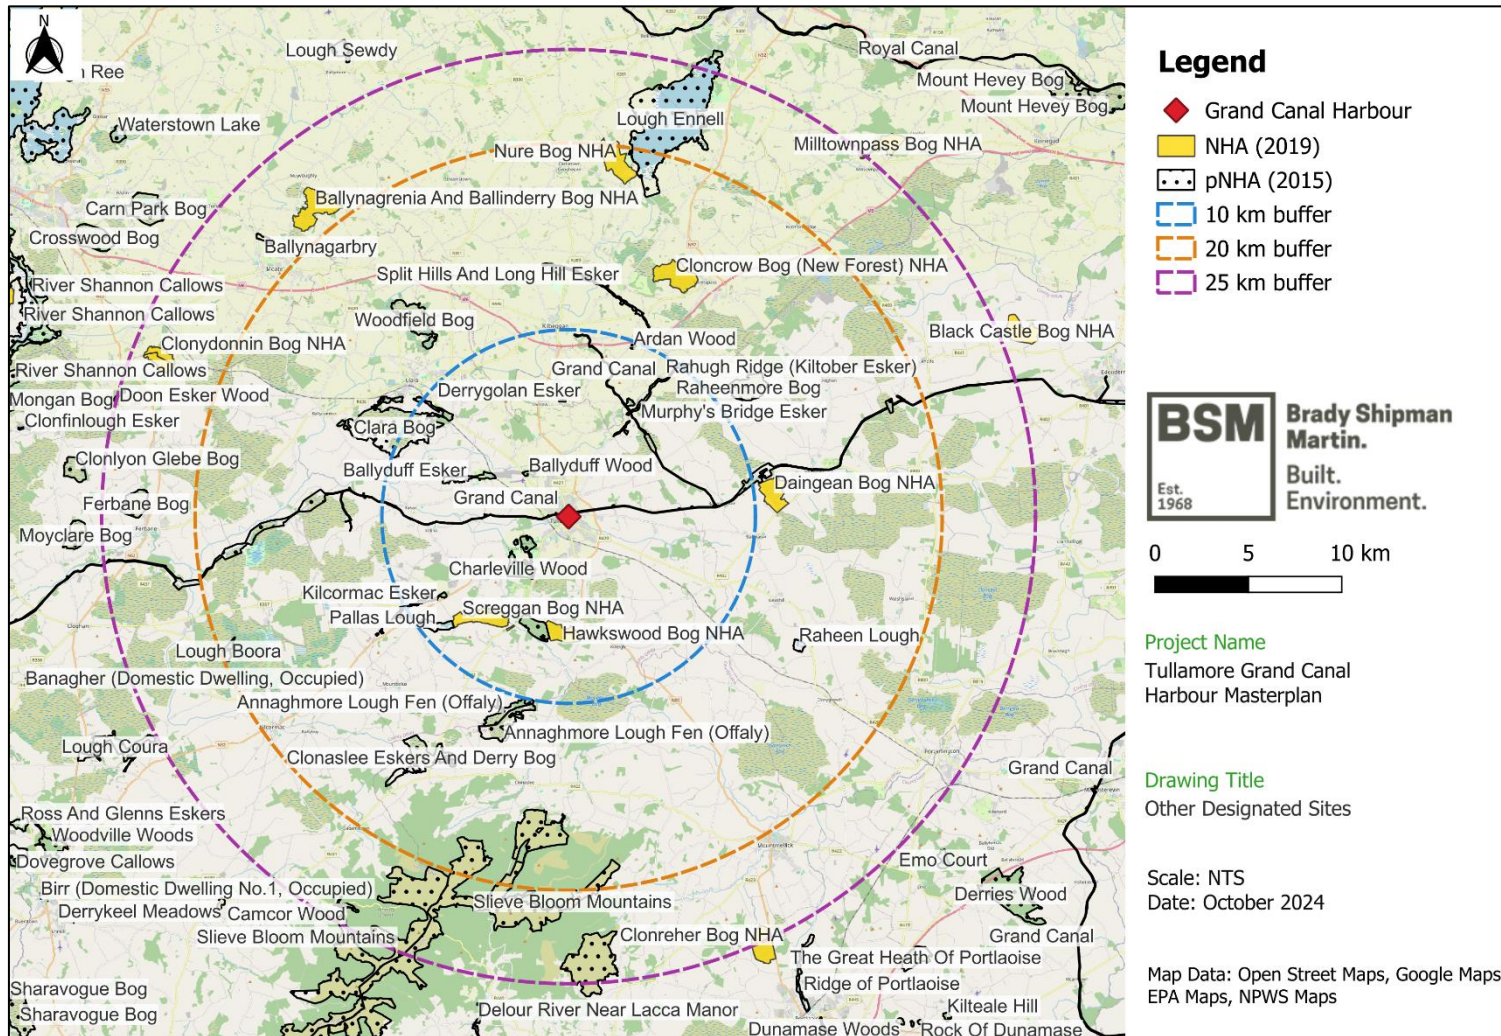 N
Lough Sewdy
Royal Canal
Mount Hevey Bog
Mount Hevey Bog
Ree
Waterstown Lake
Lough Ennell
Nure Bog NHA
Milltownpass Bog NHA
Ballynagrenia And Ballinderry Bog NHA
Carn Park Bog
Crosswood Bog
Ballynagarbry
Split Hills And Long Hill Esker
Cloncrow Bog (New Forest) NHA
River Shannon Callows
River Shannon Callows
Woodfield Bog
Black Castle Bog NHA
Clonydonnin Bog NHA
Ardan Wood
River Shannon Callows
Grand Canal
Rahugh Ridge (Kiltober Esker)
Derrygolan Esker
Raheenmore Bog
Mongan Bog
Doon Esker Wood
Murphy's Bridge Esker
Clonfinlough Esker
Clara Bog
Clonlyon Glebe Bog
Ballyduff Esker
Ballyduff Wood
Daingean Bog NHA
Ferbane Bog
Grand Canal
Moyclare Bog
Charleville Wood
Kilcormac Esker
Screggan Bog NHA
Pallas Lough
Hawkswood Bog NHA
Raheen Lough
Lough Boora
Banagher (Domestic Dwelling, Occupied)
Annaghmore Lough Fen (Offaly)
Annaghmore Lough Fen (Offaly)
Lough Coura
Clonaslee Eskers And Derry Bog
Grand Canal
Ross And Glenns Eskers
Woodville Woods
Dovegrove Callows
Emo Court
Birr (Domestic Dwelling No.1, Occupied)
Derries Wood
Slieve Bloom Mountains
Derrykeel Meadows
Camcor Wood
Slieve Bloom Mountains
Clonreher Bog NHA
Grand Canal
The Great Heath Of Portlaoise
Ridge of Portlaoise
Sharavogue Bog
Sharavogue Bog
Delour River Near Lacca Manor
Kilteale Hill
Dunamase Woods
Rock Of Dunamase
Legend
Grand Canal Harbour
NHA (2019)
pNHA (2015)
10 km buffer
20 km buffer
25 km buffer
BSM
Est.
1968
Brady Shipman
Martin.
Built.
Environment.
0 5 10 km
Project Name
Tullamore Grand Canal
Harbour Masterplan
Drawing Title
Other Designated Sites
Scale: NTS
Date: October 2024
Map Data: Open Street Maps, Google Maps
EPA Maps, NPWS Maps